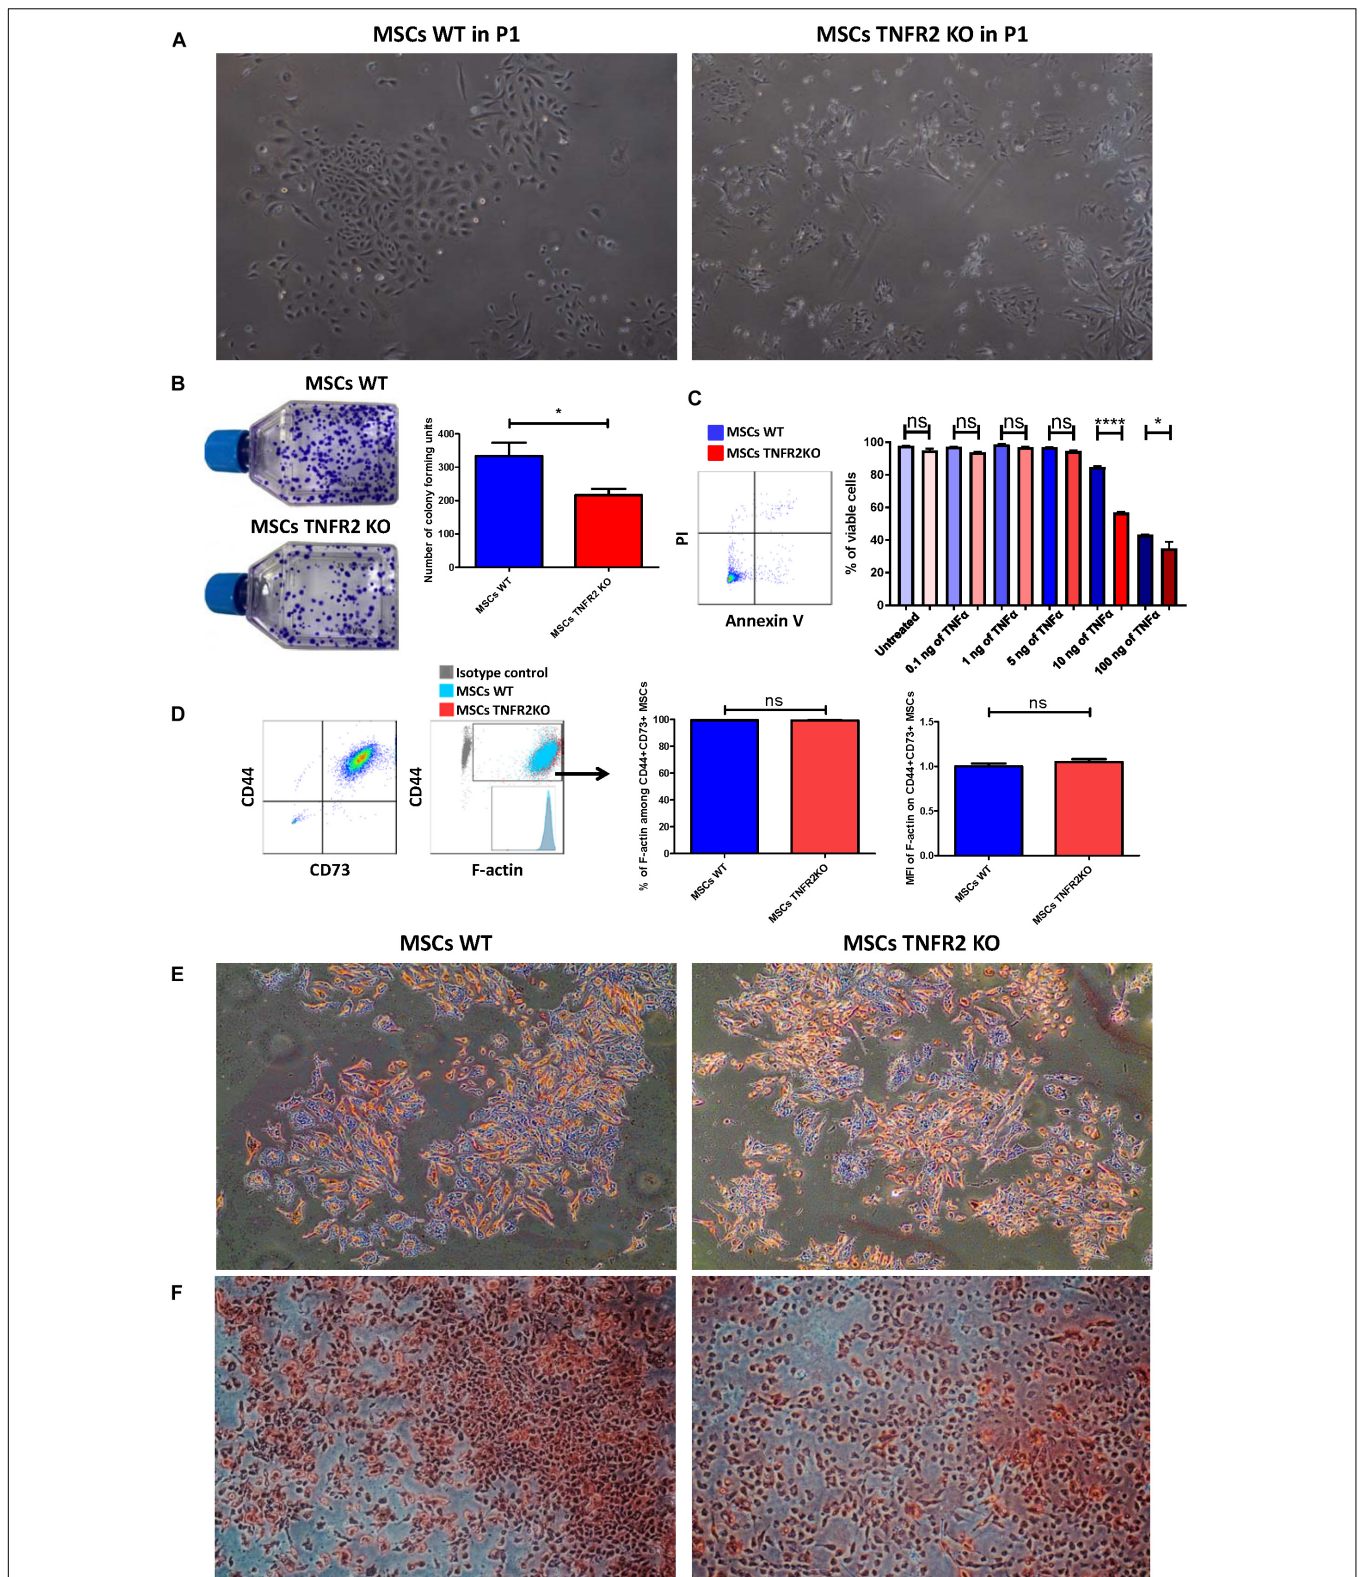 A
MSCs WT in P1
MSCs TNFR2 KO in P1
B
MSCs WT
MSCs TNFR2 KO
Number of colony forming units
400
300
200
100
0
*
MSCs WT
MSCs TNFR2 KO
C
MSCs WT
MSCs TNFR2KO
PI
Annexin V
% of viable cells
100
80
60
40
20
0
ns
ns
ns
ns
****
*
Untreated
0.1 ng of TNFα
1 ng of TNFα
5 ng of TNFα
10 ng of TNFα
100 ng of TNFα
D
Isotype control
MSCs WT
MSCs TNFR2KO
CD44
CD73
CD44
F-actin
% of F-actin among CD44+CD73+ MSCs
100
80
60
40
20
0
ns
MSCs WT
MSCs TNFR2KO
MFI of F-actin on CD44+CD73+ MSCs
1.5
1.0
0.5
0.0
ns
MSCs WT
MSCs TNFR2KO
MSCs WT
MSCs TNFR2 KO
E
F